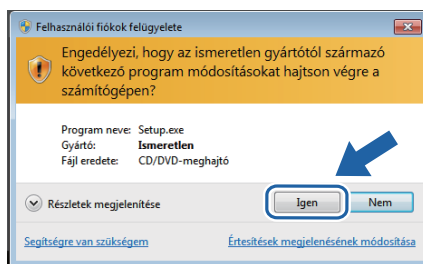 Felhasználói fiókok felügyelete
Engedélyezi, hogy az ismeretlen gyártótól származó
következő program módosításokat hajtson végre a
számítógépen?
Program neve: Setup.exe
Gyártó: Ismeretlen
Fájl eredete: CD/DVD-meghajtó
Részletek megjelenítése
Igen
Nem
Segítségre van szükségem
Értesítések megjelenésének módosítása